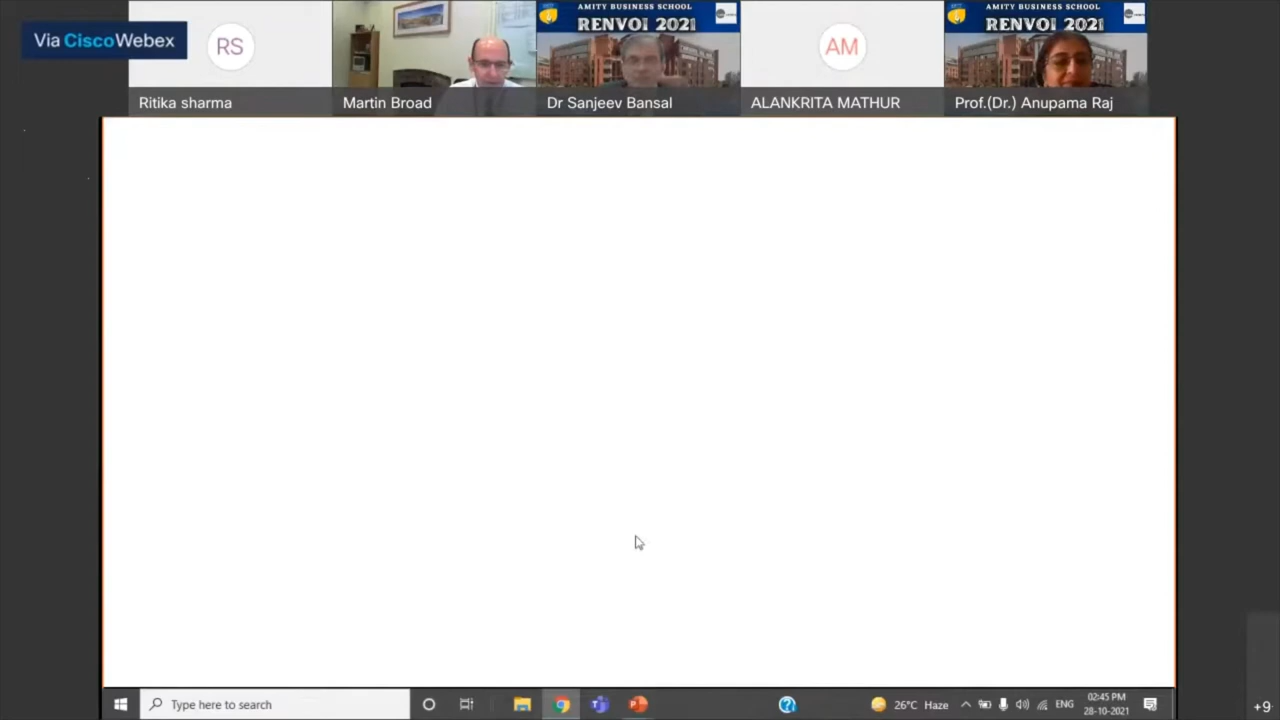 Via CiscoWebex
RS
Ritika sharma
Martin Broad
AMITY BUSINESS SCHOOL
RENVOI 2021
Dr Sanjeev Bansal
AM
ALANKRITA MATHUR
AMITY BUSINESS SCHOOL
RENVOI 2021
Prof.(Dr.) Anupama Raj
Type here to search
26°C Haze
ENG
02:45 PM
28-10-2021
+9